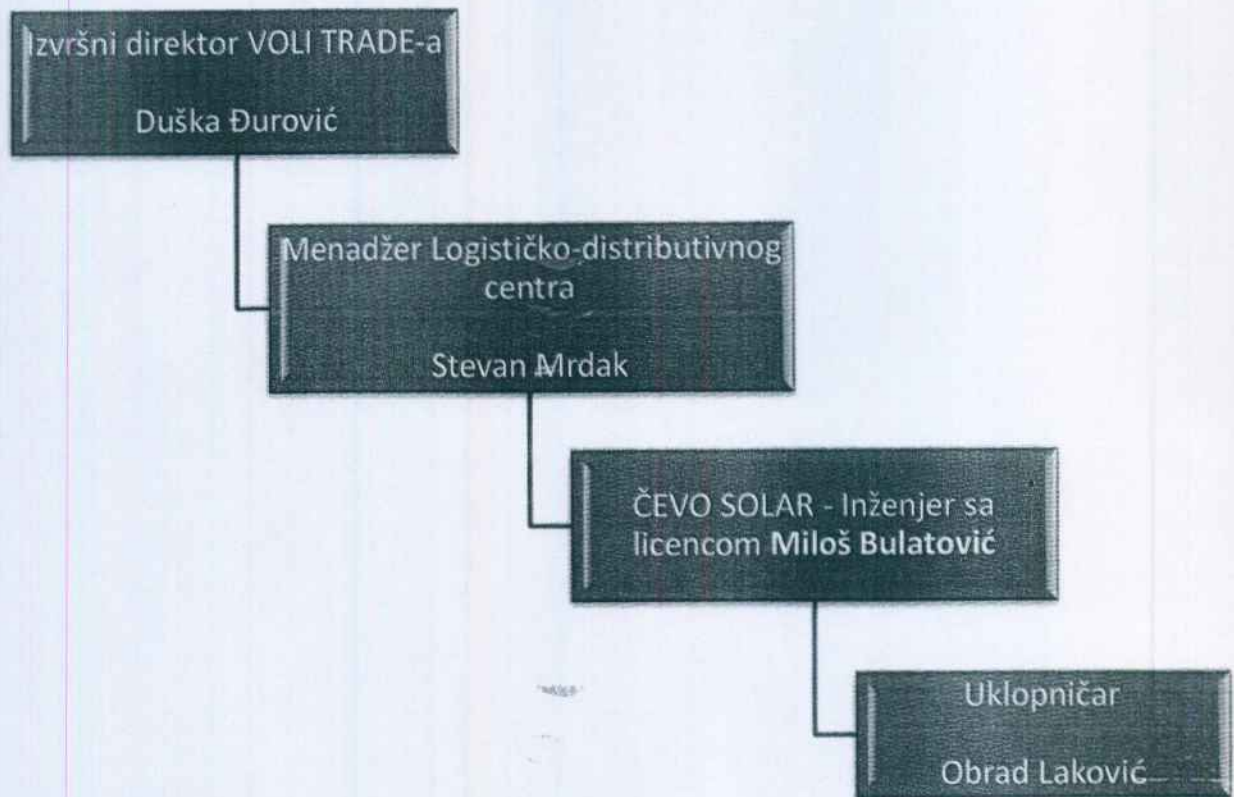 Izvršni direktor VOLI TRADE-a
Duška Đurović
Menadžer Logističko-distributivnog
centra
Stevan Mrdak
ČEVO SOLAR - Inženjer sa
licencom Miloš Bulatović
Uklopničar
Obrad Laković